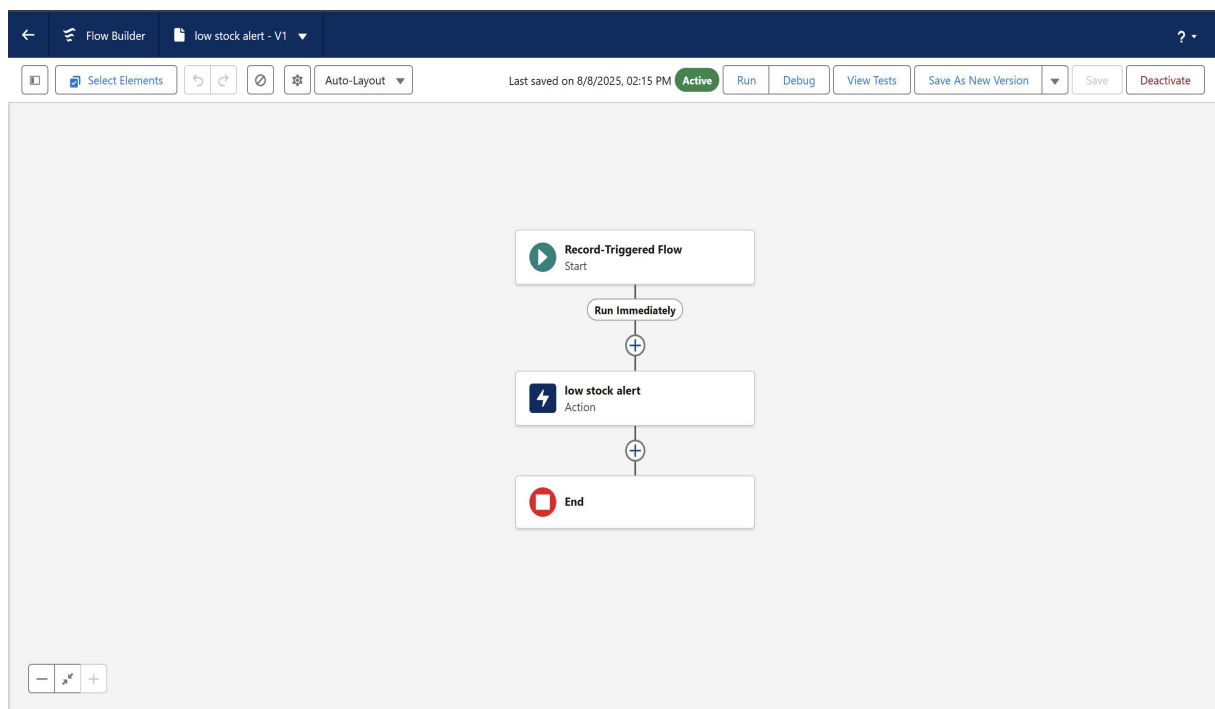 Flow Builder
low stock alert - V1
?
Select Elements
Auto-Layout
Last saved on 8/8/2025, 02:15 PM
Active
Run
Debug
View Tests
Save As New Version
Save
Deactivate
Record-Triggered Flow
Start
Run Immediately
low stock alert
Action
End